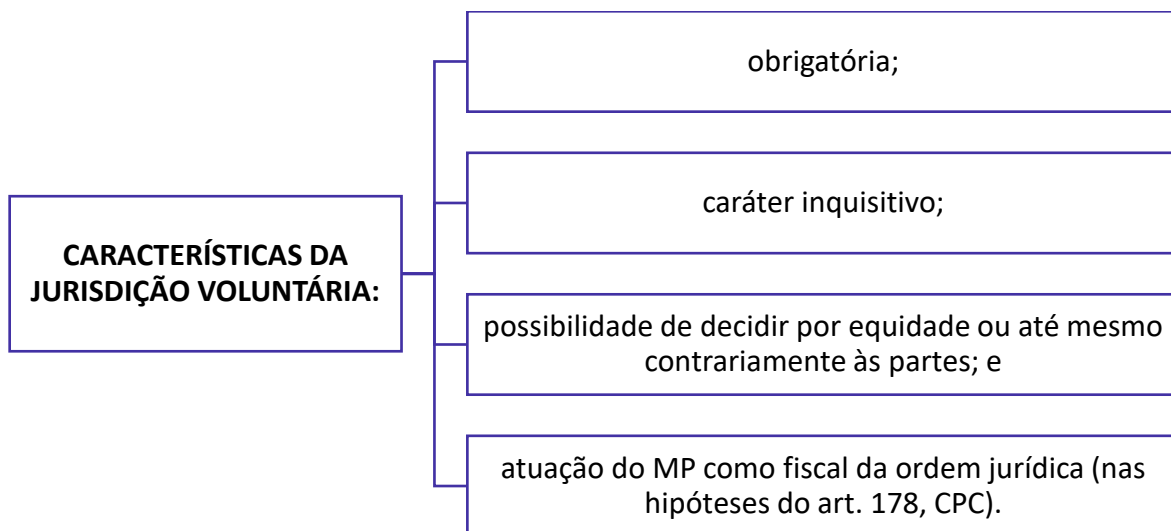 CARACTERÍSTICAS DA
JURISDIÇÃO VOLUNTÁRIA:
obrigatória;
caráter inquisitivo;
possibilidade de decidir por equidade ou até mesmo
contrariamente às partes; e
atuação do MP como fiscal da ordem jurídica (nas
hipóteses do art. 178, CPC).